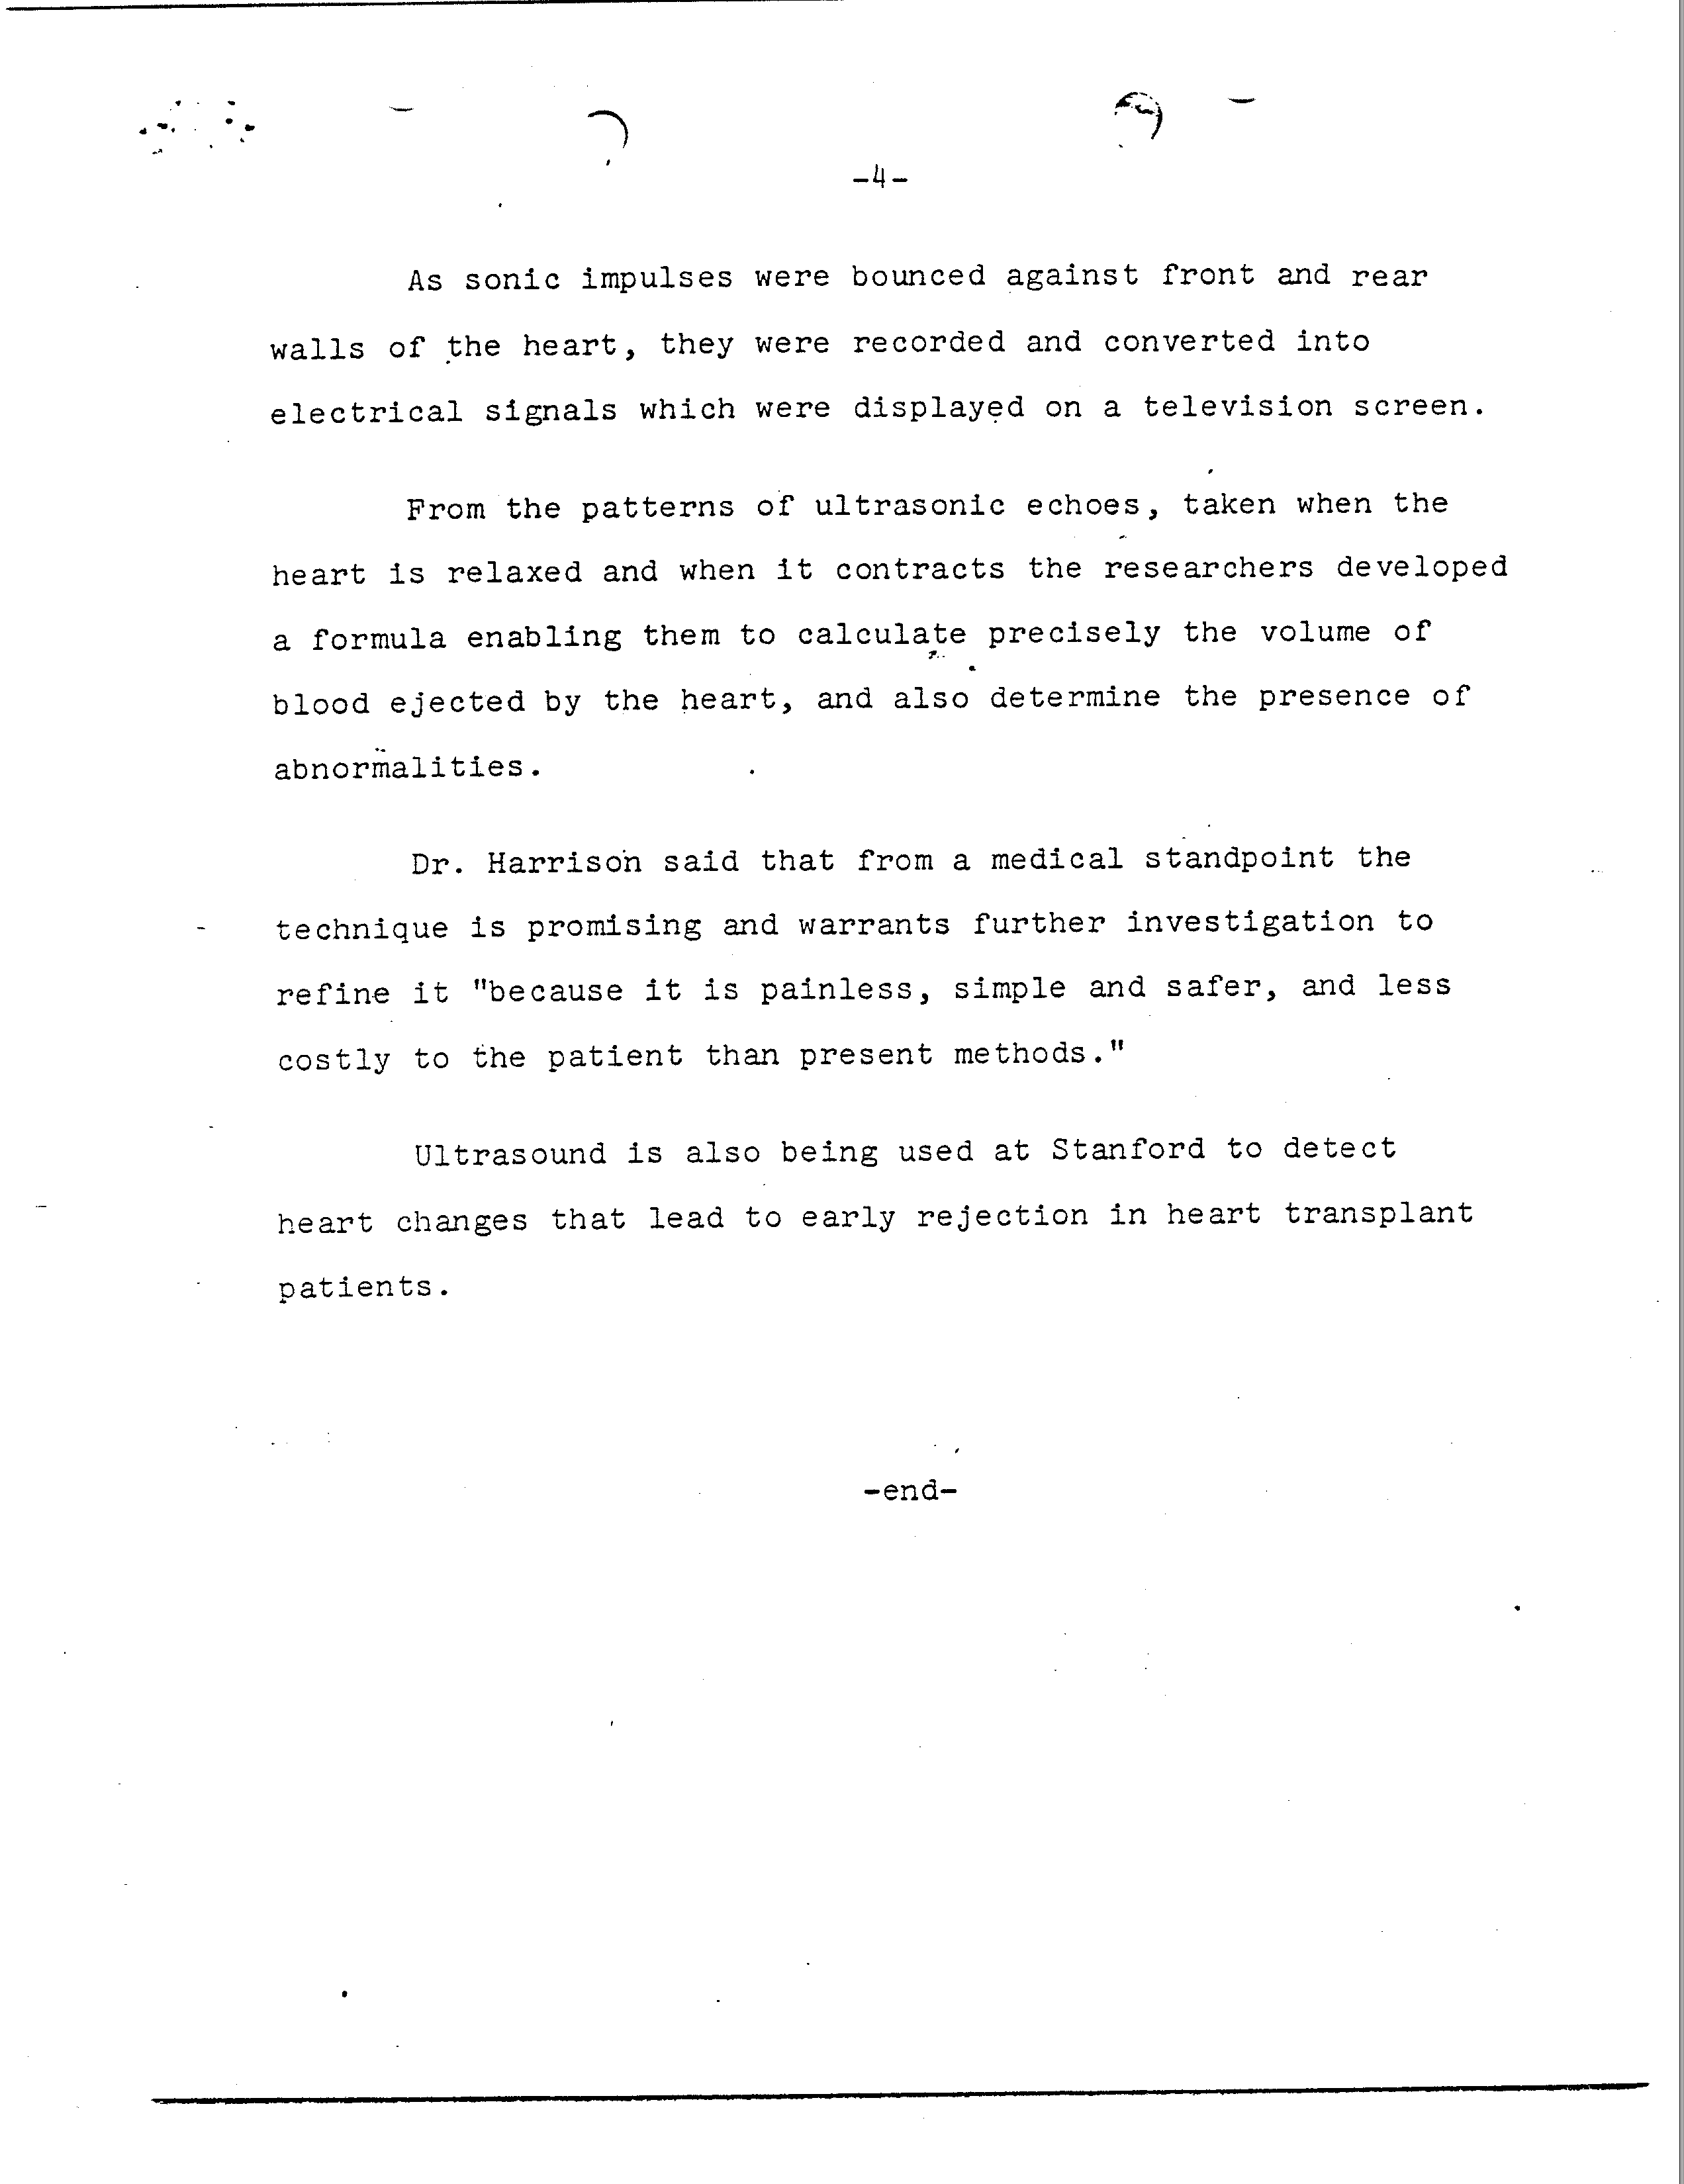 -4-
As sonic impulses were bounced against front and rear
walls of the heart, they were recorded and converted into
electrical signals which were displayed on a television screen.
From the patterns of ultrasonic echoes, taken when the
heart is relaxed and when it contracts the researchers developed
a formula enabling them to calculate precisely the volume of
blood ejected by the heart, and also determine the presence of
abnormalities.
Dr. Harrison said that from a medical standpoint the
technique is promising and warrants further investigation to
refine it "because it is painless, simple and safer, and less
costly to the patient than present methods."
Ultrasound is also being used at Stanford to detect
heart changes that lead to early rejection in heart transplant
patients.
-end-